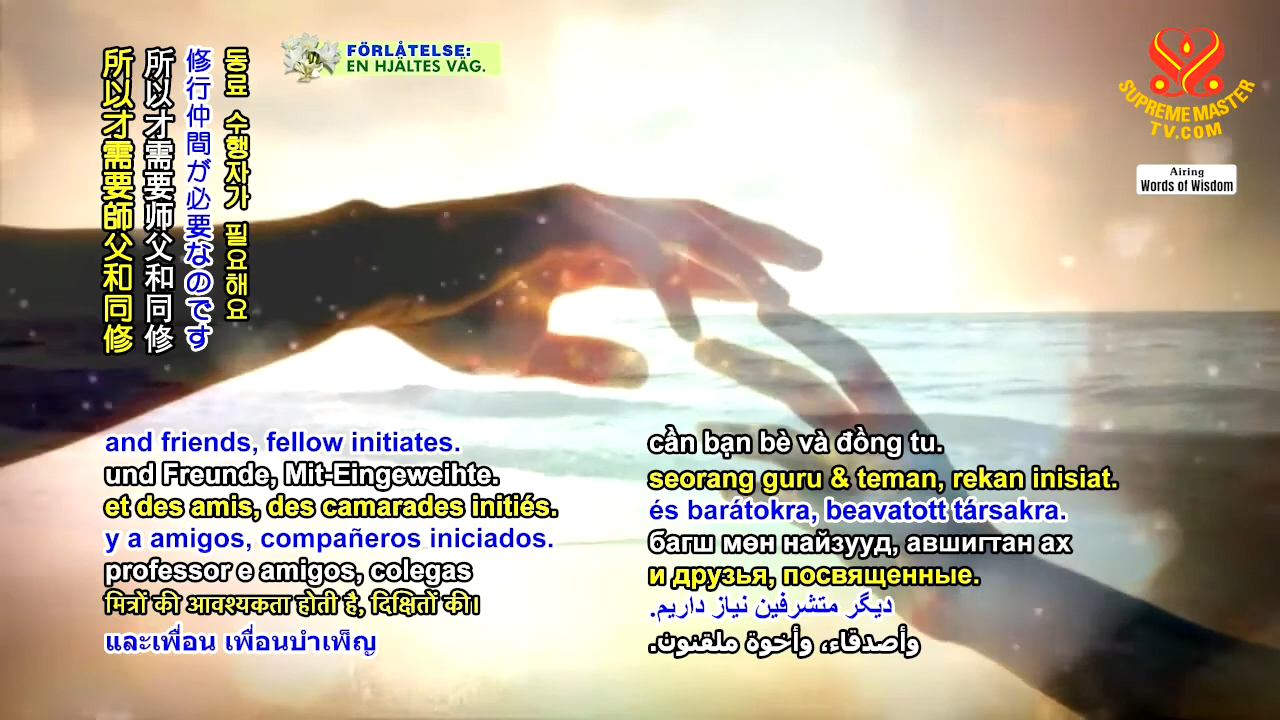 所以才需要師父和同修
所以才需要师父和同修
修行仲間が必要なのです
동료 수행자가 필요해요
FÖRLÅTELSE:
EN HJÄLTES VÄG.
SUPREME MASTER
TV.COM
Airing
Words of Wisdom
and friends, fellow initiates.
und Freunde, Mit-Eingeweihte.
et des amis, des camarades initiés.
y a amigos, compañeros iniciados.
professor e amigos, colegas
मित्रों की आवश्यकता होती है, दिक्षितों की।
และเพื่อน เพื่อนบำเพ็ญ
cần bạn bè và đồng tu.
seorang guru & teman, rekan inisiat.
és barátokra, beavatott társakra.
багш мөн найзууд, авшигтан ах
и друзья, посвященные.
دیگر متشرفین نیاز داریم.
وأصدقاء، وأخوة ملقنون.